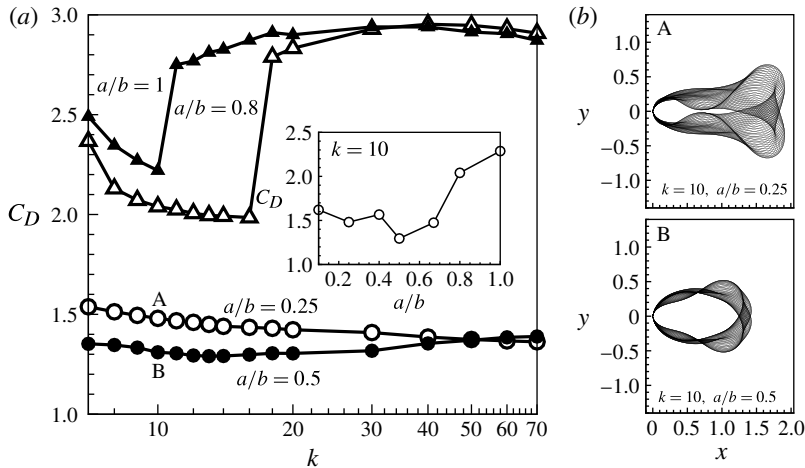 (a)
3.0
2.5
2.0
1.5
1.0
C_D
a/b = 1
a/b = 0.8
C_D
k = 10
2.5
2.0
1.5
1.0
0.2 0.4 0.6 0.8 1.0
a/b
A
a/b = 0.25
B
a/b = 0.5
10 20 30 40 50 60 70
k
(b)
A
1.0
0.5
0
−0.5
−1.0
y
k = 10, a/b = 0.25
B
1.0
0.5
0
−0.5
−1.0
y
k = 10, a/b = 0.5
0 0.5 1.0 1.5 2.0
x